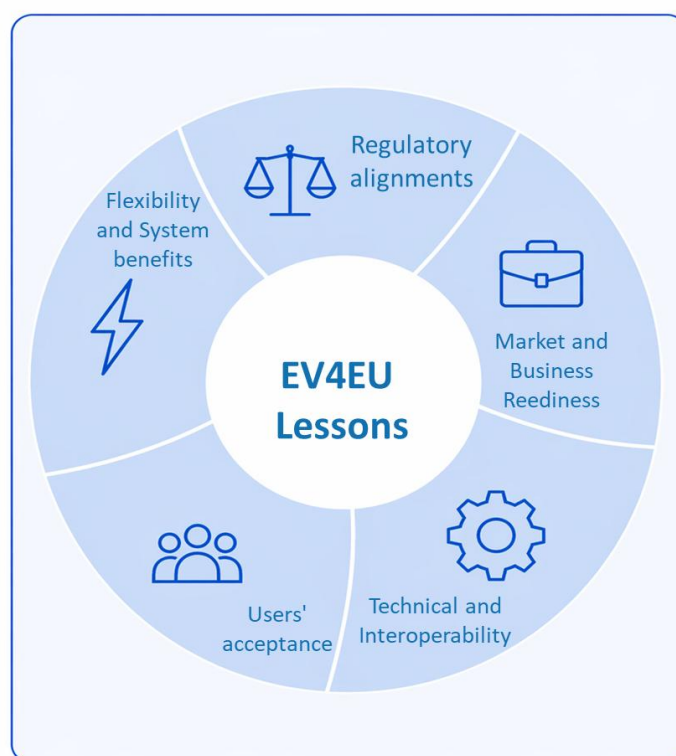 Regulatory
alignments
Flexibility
and System
benefits
Market and
Business
Reediness
EV4EU
Lessons
Technical and
Interoperability
Users'
acceptance